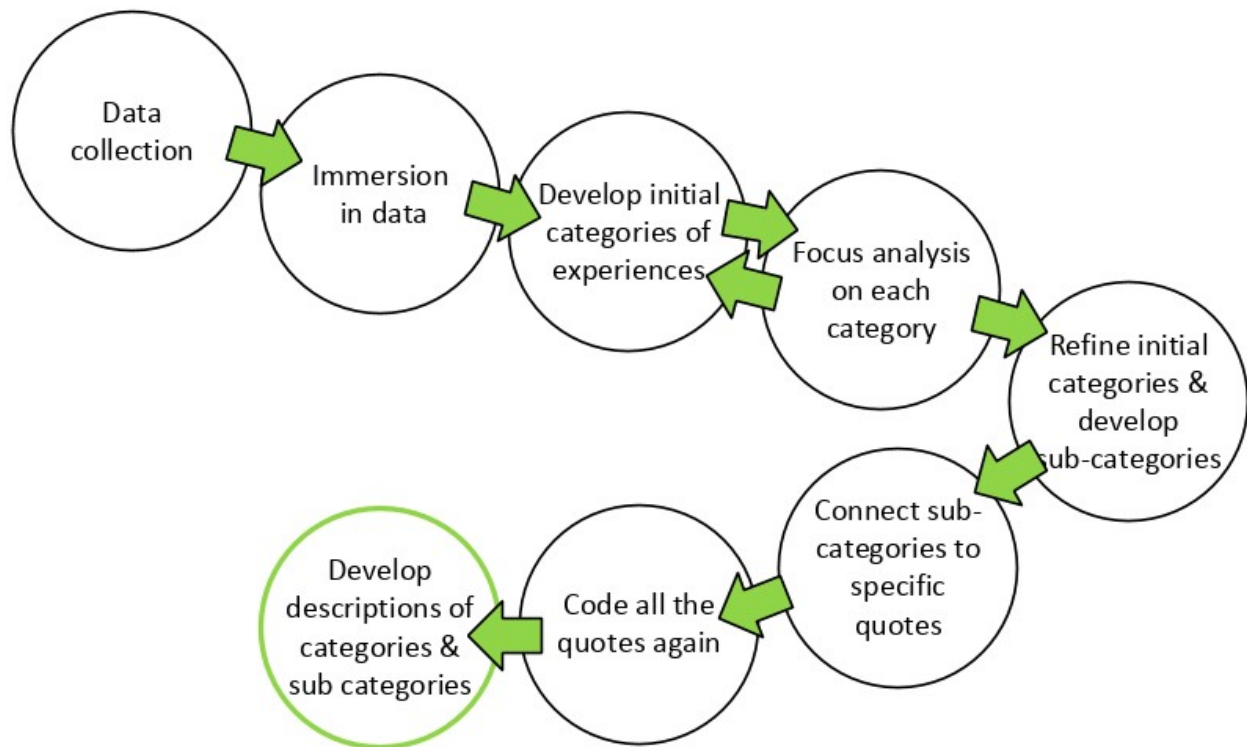 Data
collection
Immersion
in data
Develop initial
categories of
experiences
Focus analysis
on each
category
Refine initial
categories &
develop
sub-categories
Connect sub-
categories to
specific
quotes
Code all the
quotes again
Develop
descriptions of
categories &
sub categories